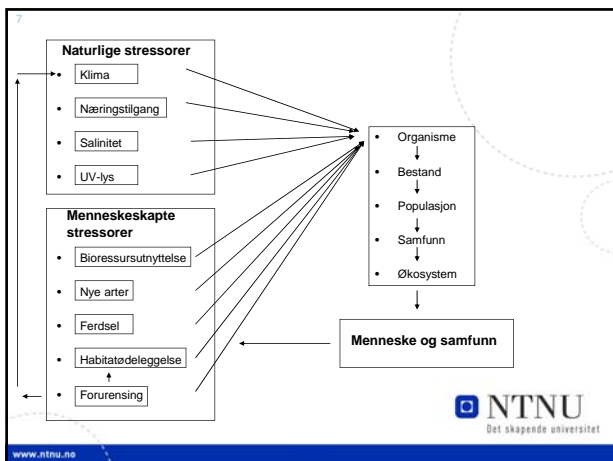 7
Naturlige stressorer
• Klima
• Næringstilgang
• Salinitet
• UV-lys
Menneskeskapte
stressorer
• Bioressursutnyttelse
• Nye arter
• Ferdsel
• Habitatødeleggelse
• Forurensing
• Organisme
• Bestand
• Populasjon
• Samfunn
• Økosystem
Menneske og samfunn
NTNU
Det skapende universitet
www.ntnu.no